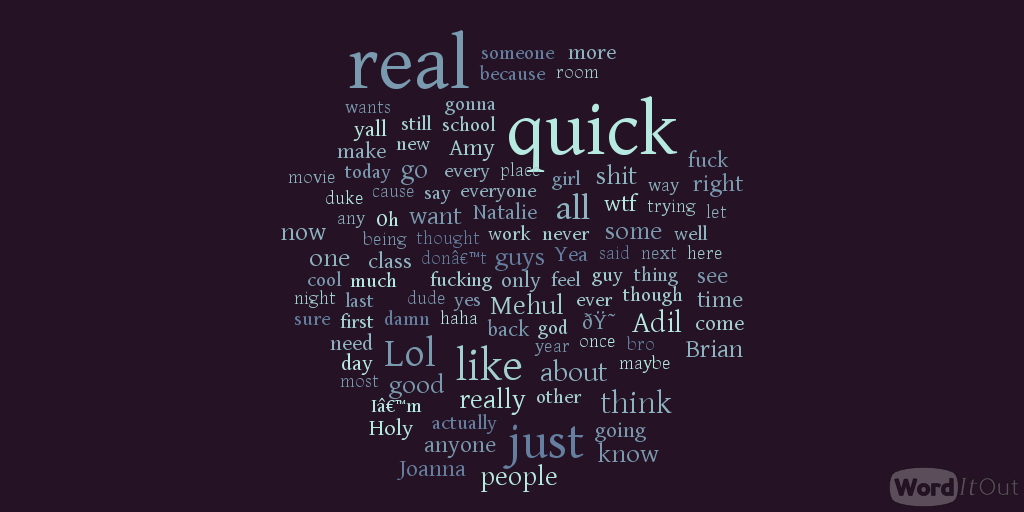 real someone more
because room
wants gonna
yall still school quick
make new Amy fuck
movie today go every place girl shit way right
duke cause say everyone
any Oh want Natalie all wtf trying let
now being thought work never some well
one class donâ€™t guys Yea said next here
cool much fucking only feel guy thing see
night last dude yes Mehul ever though time
sure first damn haha back god ðŸ˜ Adil come
need Lol year once bro Brian
day like about maybe
most good really other think
Iâ€™m
Holy actually just going
anyone know
Joanna people
WordItOut